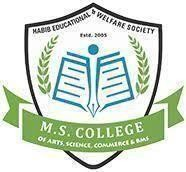 HABIB EDUCATIONAL & WELFARE SOCIETY
Estd. 2005
M.S. COLLEGE
OF ARTS, SCIENCE, COMMERCE & BMS